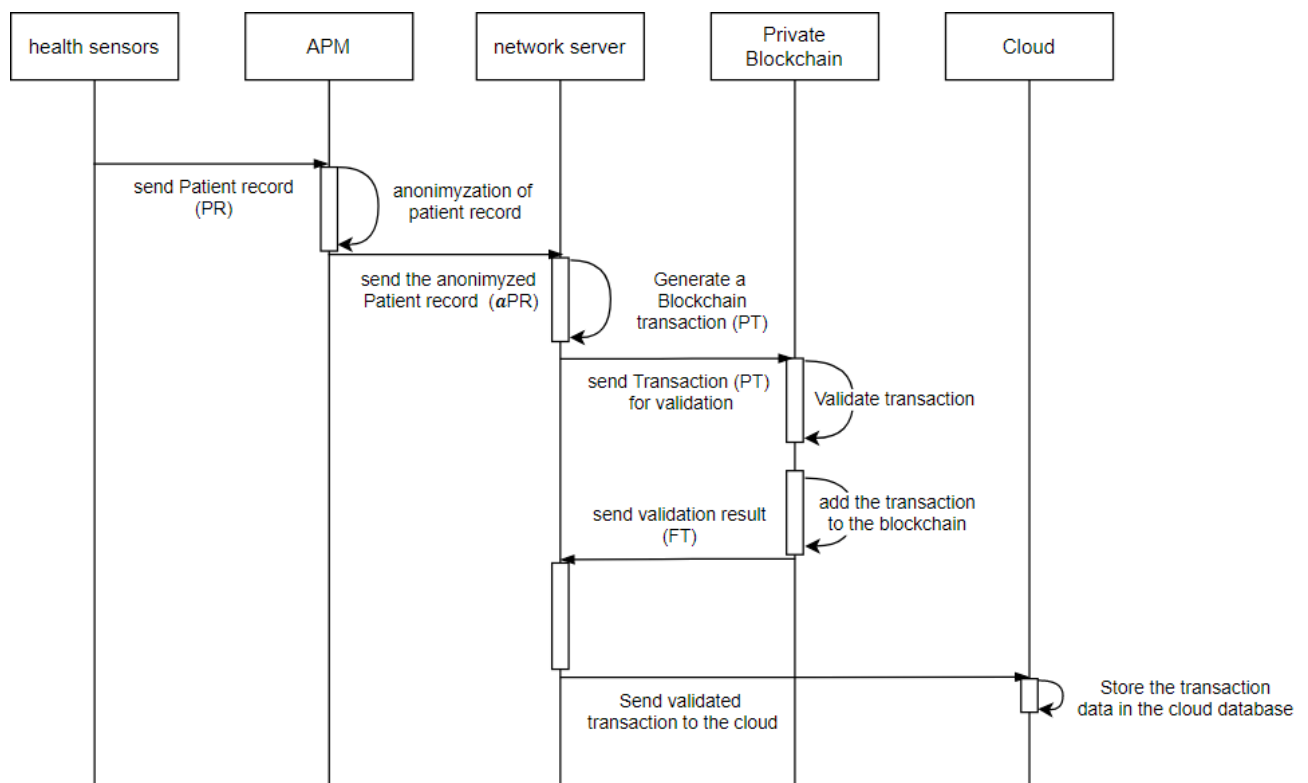 health sensors
APM
network server
Private
Blockchain
Cloud
send Patient record
(PR)
anonimyzation of
patient record
send the anonimyzed
Patient record (aPR)
Generate a
Blockchain
transaction (PT)
send Transaction (PT)
for validation
Validate transaction
send validation result
(FT)
add the transaction
to the blockchain
Send validated
transaction to the cloud
Store the transaction
data in the cloud database